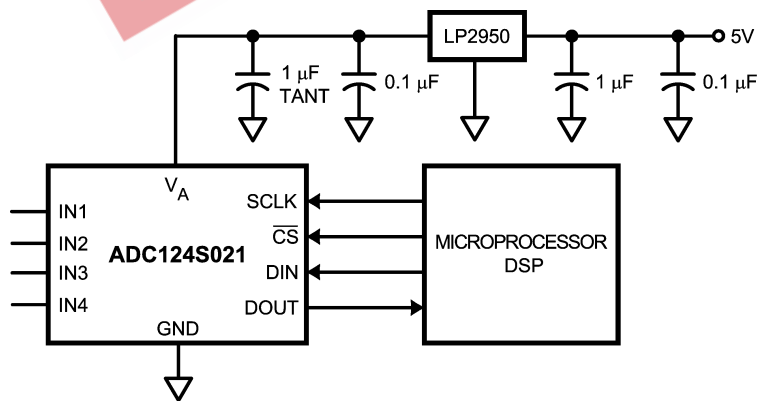 LP2950
5V
1 μF
TANT
0.1 μF
1 μF
0.1 μF
VA
IN1
IN2
IN3
IN4
ADC124S021
SCLK
CS
DIN
DOUT
GND
MICROPROCESSOR
DSP